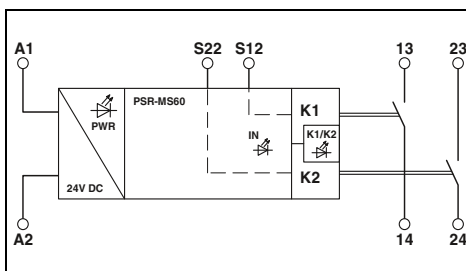 A1 S22 S12 13 23
PSR-MS60
PWR
K1
IN
K1/K2
K2
24V DC
A2 14 24